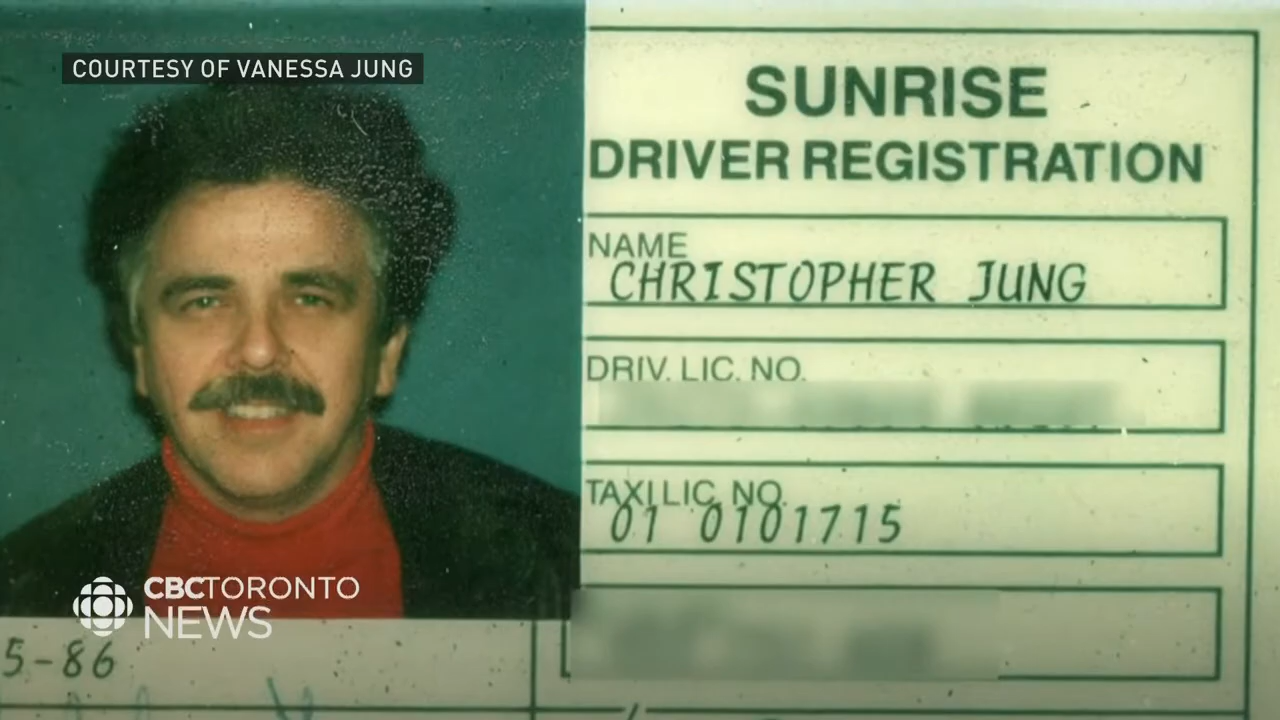 COURTESY OF VANESSA JUNG
SUNRISE
DRIVER REGISTRATION
NAME
CHRISTOPHER JUNG
DRIV. LIC. NO.
TAXI LIC. NO.
01 0101715
CBC TORONTO
NEWS
5-86